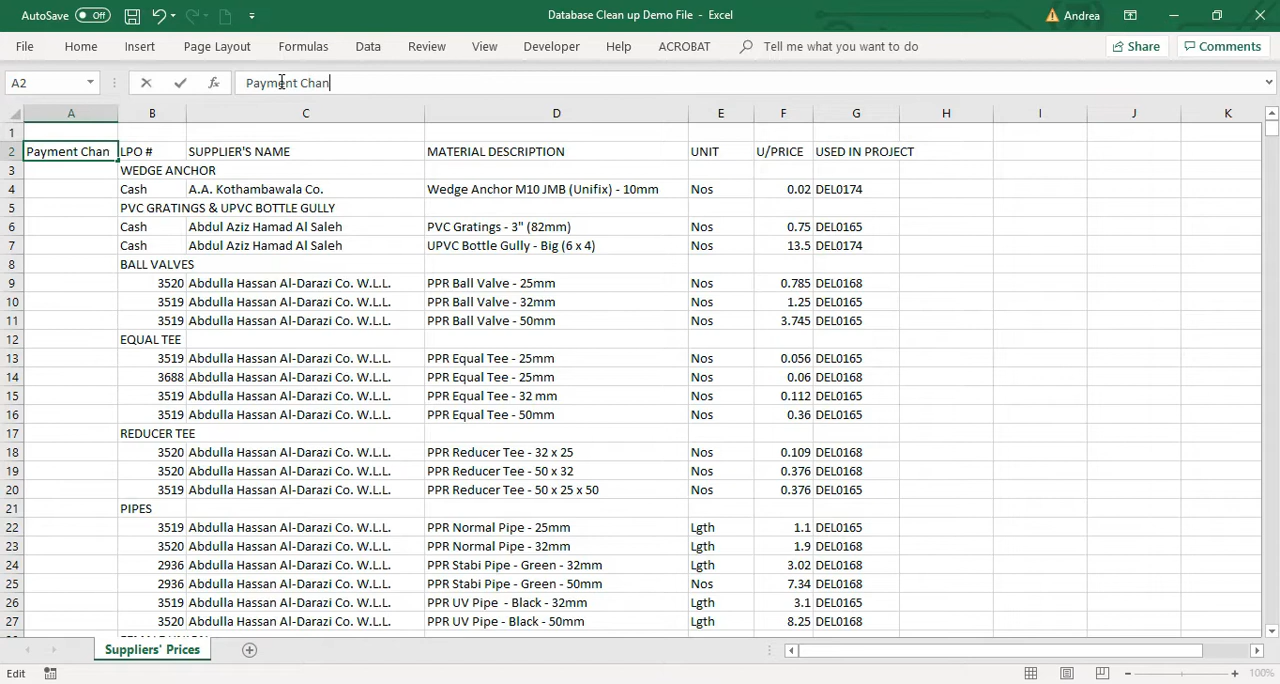 AutoSave Off Database Clean up Demo File - Excel Andrea
File Home Insert Page Layout Formulas Data Review View Developer Help ACROBAT Tell me what you want to do Share Comments
A2 fx Payment Chan
A B C D E F G H I J K
1
2 Payment Chan LPO # SUPPLIER'S NAME MATERIAL DESCRIPTION UNIT U/PRICE USED IN PROJECT
3 WEDGE ANCHOR
4 Cash A.A. Kothambawala Co. Wedge Anchor M10 JMB (Unifix) - 10mm Nos 0.02 DEL0174
5 PVC GRATINGS & UPVC BOTTLE GULLY
6 Cash Abdul Aziz Hamad Al Saleh PVC Gratings - 3" (82mm) Nos 0.75 DEL0165
7 Cash Abdul Aziz Hamad Al Saleh UPVC Bottle Gully - Big (6 x 4) Nos 13.5 DEL0174
8 BALL VALVES
9 3520 Abdulla Hassan Al-Darazi Co. W.L.L. PPR Ball Valve - 25mm Nos 0.785 DEL0168
10 3519 Abdulla Hassan Al-Darazi Co. W.L.L. PPR Ball Valve - 32mm Nos 1.25 DEL0165
11 3519 Abdulla Hassan Al-Darazi Co. W.L.L. PPR Ball Valve - 50mm Nos 3.745 DEL0165
12 EQUAL TEE
13 3519 Abdulla Hassan Al-Darazi Co. W.L.L. PPR Equal Tee - 25mm Nos 0.056 DEL0165
14 3688 Abdulla Hassan Al-Darazi Co. W.L.L. PPR Equal Tee - 25mm Nos 0.06 DEL0168
15 3519 Abdulla Hassan Al-Darazi Co. W.L.L. PPR Equal Tee - 32 mm Nos 0.112 DEL0165
16 3519 Abdulla Hassan Al-Darazi Co. W.L.L. PPR Equal Tee - 50mm Nos 0.36 DEL0165
17 REDUCER TEE
18 3520 Abdulla Hassan Al-Darazi Co. W.L.L. PPR Reducer Tee - 32 x 25 Nos 0.109 DEL0168
19 3520 Abdulla Hassan Al-Darazi Co. W.L.L. PPR Reducer Tee - 50 x 32 Nos 0.376 DEL0168
20 3519 Abdulla Hassan Al-Darazi Co. W.L.L. PPR Reducer Tee - 50 x 25 x 50 Nos 0.376 DEL0165
21 PIPES
22 3519 Abdulla Hassan Al-Darazi Co. W.L.L. PPR Normal Pipe - 25mm Lgth 1.1 DEL0165
23 3520 Abdulla Hassan Al-Darazi Co. W.L.L. PPR Normal Pipe - 32mm Lgth 1.9 DEL0168
24 2936 Abdulla Hassan Al-Darazi Co. W.L.L. PPR Stabi Pipe - Green - 32mm Lgth 3.02 DEL0168
25 2936 Abdulla Hassan Al-Darazi Co. W.L.L. PPR Stabi Pipe - Green - 50mm Nos 7.34 DEL0168
26 3519 Abdulla Hassan Al-Darazi Co. W.L.L. PPR UV Pipe - Black - 32mm Lgth 3.1 DEL0165
27 3520 Abdulla Hassan Al-Darazi Co. W.L.L. PPR UV Pipe - Black - 50mm Lgth 8.25 DEL0168
Suppliers' Prices
Edit 100%